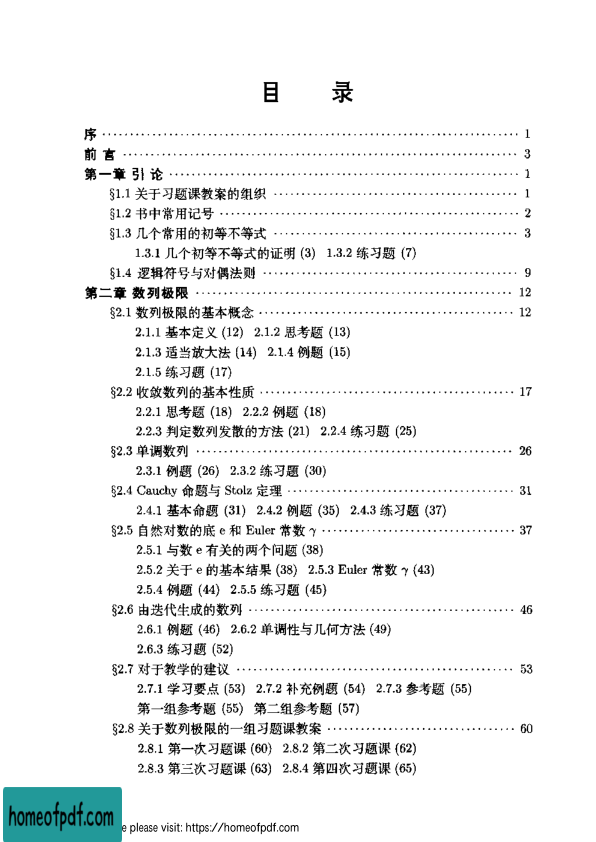 目 录
序 ········ 1
前 言 ········ 3
第一章 引 论 ········ 1
§1.1 关于习题课教案的组织 ········ 1
§1.2 书中常用记号 ········ 2
§1.3 几个常用的初等不等式 ········ 3
1.3.1 几个初等不等式的证明 (3) 1.3.2 练习题 (7)
§1.4 逻辑符号与对偶法则 ········ 9
第二章 数列极限 ········ 12
§2.1 数列极限的基本概念 ········ 12
2.1.1 基本定义 (12) 2.1.2 思考题 (13)
2.1.3 适当放大法 (14) 2.1.4 例题 (15)
2.1.5 练习题 (17)
§2.2 收敛数列的基本性质 ········ 17
2.2.1 思考题 (18) 2.2.2 例题 (18)
2.2.3 判定数列发散的方法 (21) 2.2.4 练习题 (25)
§2.3 单调数列 ········ 26
2.3.1 例题 (26) 2.3.2 练习题 (30)
§2.4 Cauchy 命题与 Stolz 定理 ········ 31
2.4.1 基本命题 (31) 2.4.2 例题 (35) 2.4.3 练习题 (37)
§2.5 自然对数的底 e 和 Euler 常数 γ ········ 37
2.5.1 与数 e 有关的两个问题 (38)
2.5.2 关于 e 的基本结果 (38) 2.5.3 Euler 常数 γ (43)
2.5.4 例题 (44) 2.5.5 练习题 (45)
§2.6 由迭代生成的数列 ········ 46
2.6.1 例题 (46) 2.6.2 单调性与几何方法 (49)
2.6.3 练习题 (52)
§2.7 对于教学的建议 ········ 53
2.7.1 学习要点 (53) 2.7.2 补充例题 (54) 2.7.3 参考题 (55)
第一组参考题 (55) 第二组参考题 (57)
§2.8 关于数列极限的一组习题课教案 ········ 60
2.8.1 第一次习题课 (60) 2.8.2 第二次习题课 (62)
2.8.3 第三次习题课 (63) 2.8.4 第四次习题课 (65)
homeofpdf.com
e please visit: https://homeofpdf.com